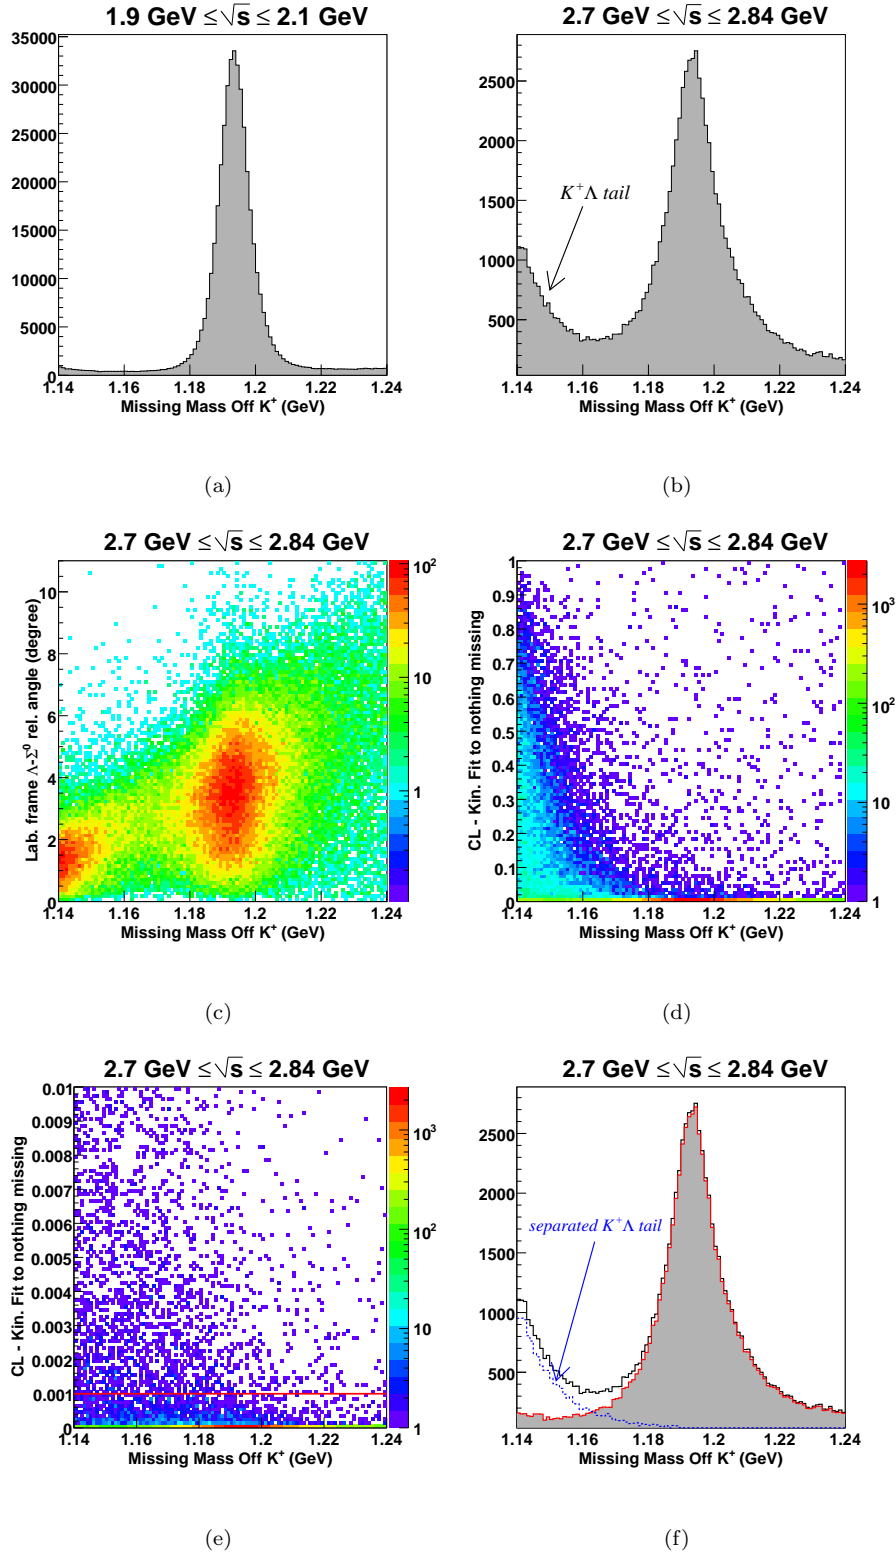 1.9 GeV ≤√s ≤ 2.1 GeV
35000
30000
25000
20000
15000
10000
5000
0
1.14 1.16 1.18 1.2 1.22 1.24
Missing Mass Off K⁺ (GeV)
(a)
2.7 GeV ≤√s ≤ 2.84 GeV
2500
2000
1500
1000
500
K⁺Λ tail
1.14 1.16 1.18 1.2 1.22 1.24
Missing Mass Off K⁺ (GeV)
(b)
2.7 GeV ≤√s ≤ 2.84 GeV
Lab. frame Λ-Σ⁰ rel. angle (degree)
10
8
6
4
2
0
1.14 1.16 1.18 1.2 1.22 1.24
Missing Mass Off K⁺ (GeV)
10²
10
1
(c)
2.7 GeV ≤√s ≤ 2.84 GeV
CL - Kin. Fit to nothing missing
1
0.9
0.8
0.7
0.6
0.5
0.4
0.3
0.2
0.1
0
1.14 1.16 1.18 1.2 1.22 1.24
Missing Mass Off K⁺ (GeV)
10³
10²
10
1
(d)
2.7 GeV ≤√s ≤ 2.84 GeV
CL - Kin. Fit to nothing missing
0.01
0.009
0.008
0.007
0.006
0.005
0.004
0.003
0.002
0.001
0
1.14 1.16 1.18 1.2 1.22 1.24
Missing Mass Off K⁺ (GeV)
10³
10²
10
1
(e)
2.7 GeV ≤√s ≤ 2.84 GeV
2500
2000
1500
1000
500
separated K⁺Λ tail
1.14 1.16 1.18 1.2 1.22 1.24
Missing Mass Off K⁺ (GeV)
(f)